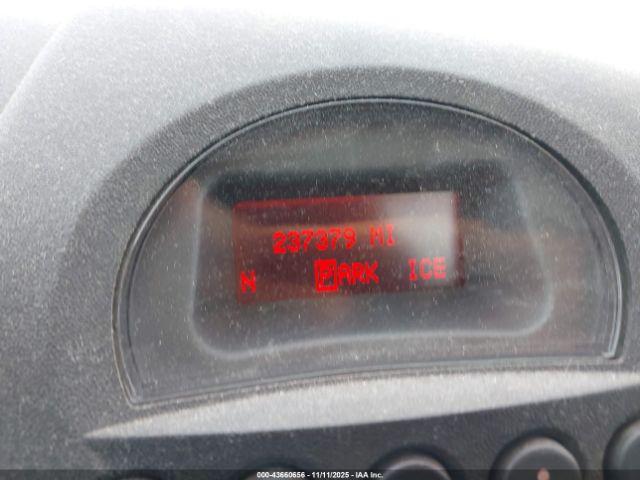 237379 MI
N PARK ICE
000-43660656 - 11/11/2025 - IAA Inc.